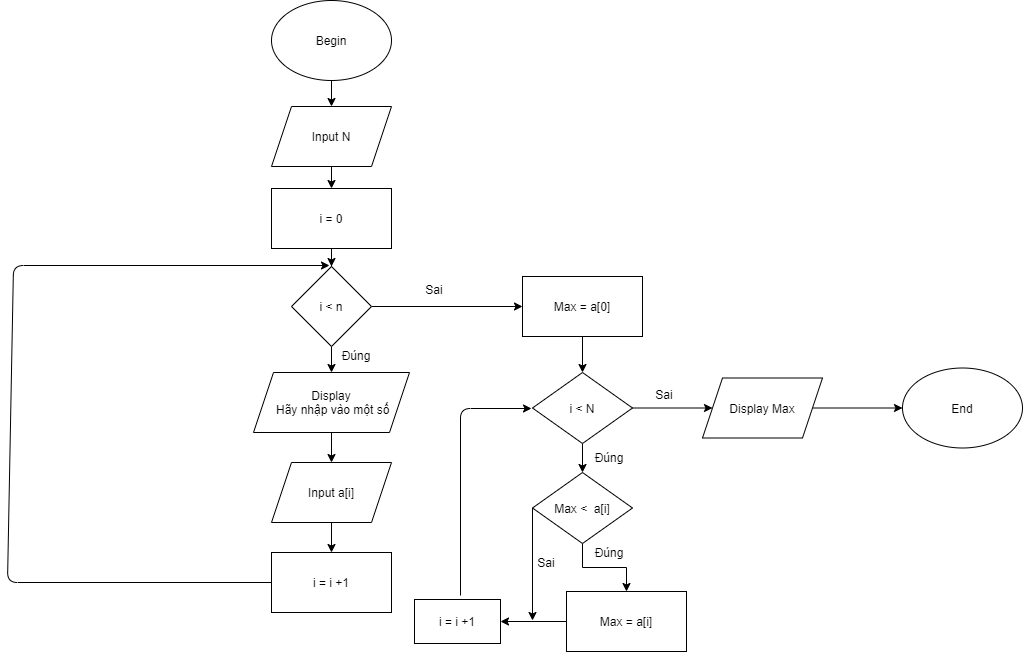 Begin
Input N
i = 0
i < n
Sai
Đúng
Display
Hãy nhập vào một số
Input a[i]
i = i +1
Max = a[0]
i < N
Sai
Display Max
End
Đúng
Max <  a[i]
Đúng
Sai
Max = a[i]
i = i +1